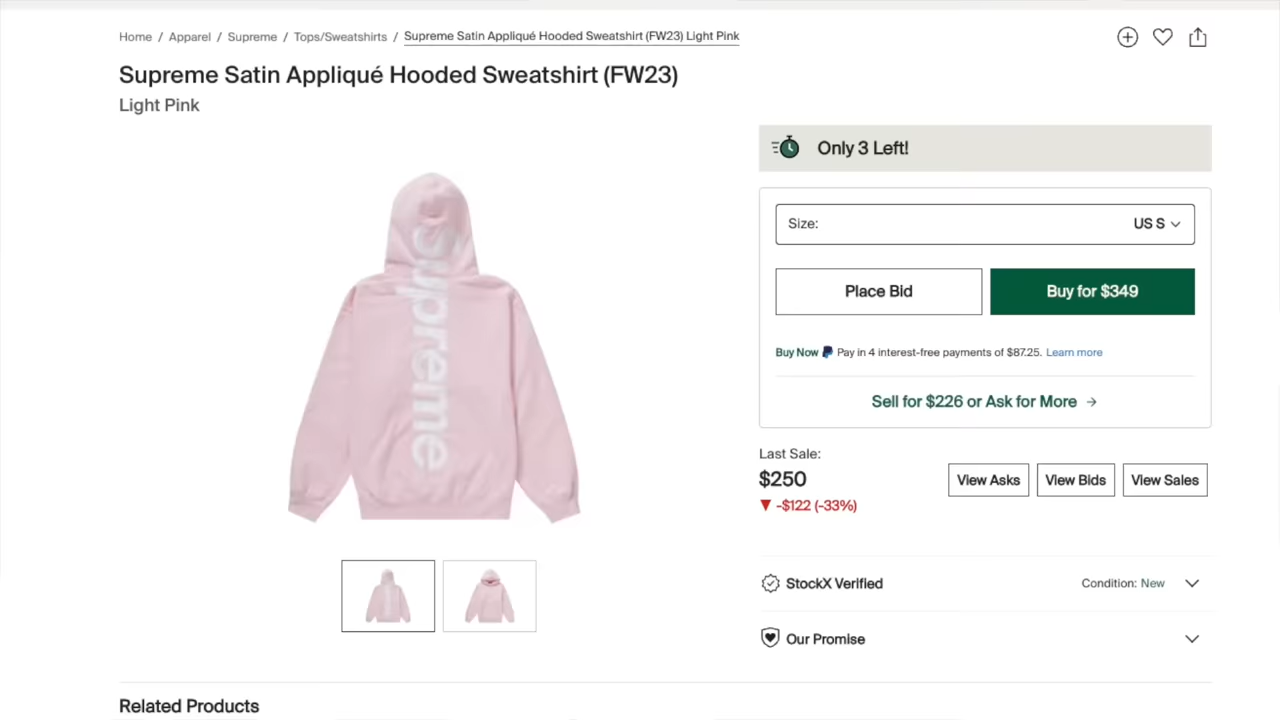 Home / Apparel / Supreme / Tops/Sweatshirts / Supreme Satin Appliqué Hooded Sweatshirt (FW23) Light Pink
Supreme Satin Appliqué Hooded Sweatshirt (FW23)
Light Pink
Only 3 Left!
Size: US S
Place Bid
Buy for $349
Buy Now Pay in 4 interest-free payments of $87.25. Learn more
Sell for $226 or Ask for More →
Last Sale:
$250
▼ -$122 (-33%)
View Asks
View Bids
View Sales
StockX Verified
Condition: New
Our Promise
Supreme
Related Products